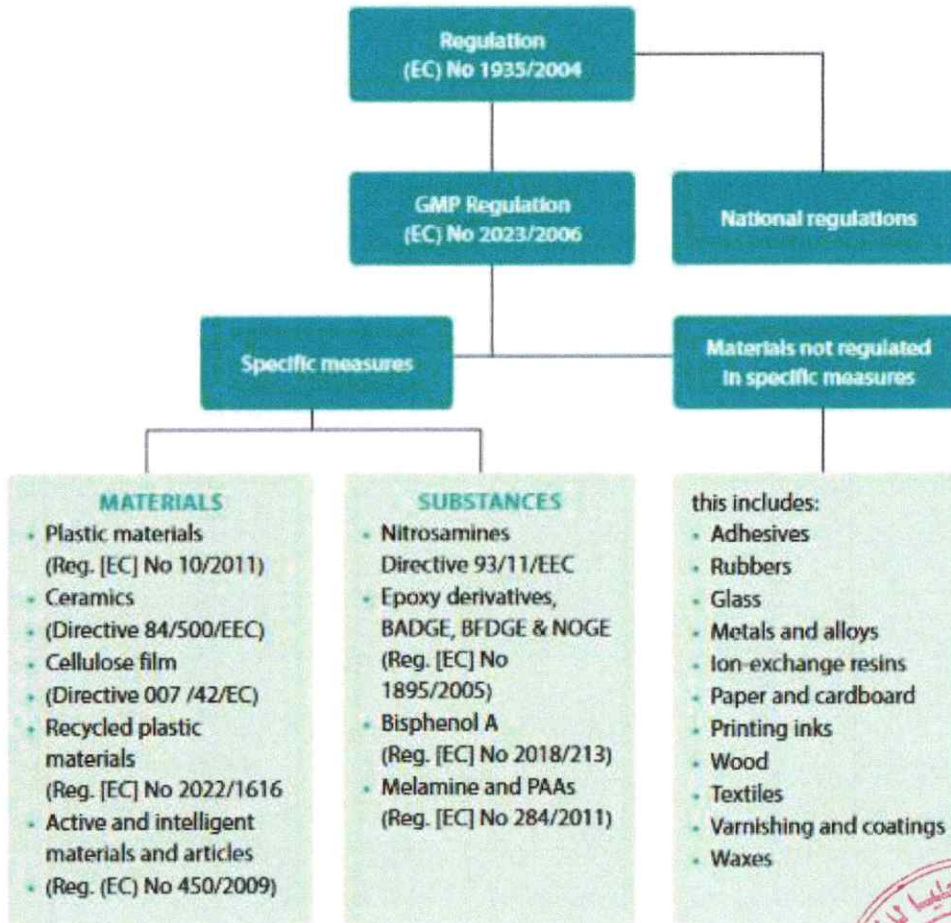 Regulation
(EC) No 1935/2004
GMP Regulation
(EC) No 2023/2006
National regulations
Specific measures
Materials not regulated
in specific measures
MATERIALS
• Plastic materials
(Reg. [EC] No 10/2011)
• Ceramics
• (Directive 84/500/EEC)
• Cellulose film
• (Directive 007 /42/EC)
• Recycled plastic
materials
(Reg. [EC] No 2022/1616
• Active and intelligent
materials and articles
• (Reg. (EC) No 450/2009)
SUBSTANCES
• Nitrosamines
Directive 93/11/EEC
• Epoxy derivatives,
BADGE, BFDGE & NOGE
(Reg. [EC] No
1895/2005)
• Bisphenol A
(Reg. [EC] No 2018/213)
• Melamine and PAAs
(Reg. [EC] No 284/2011)
this includes:
• Adhesives
• Rubbers
• Glass
• Metals and alloys
• Ion-exchange resins
• Paper and cardboard
• Printing inks
• Wood
• Textiles
• Varnishing and coatings
• Waxes